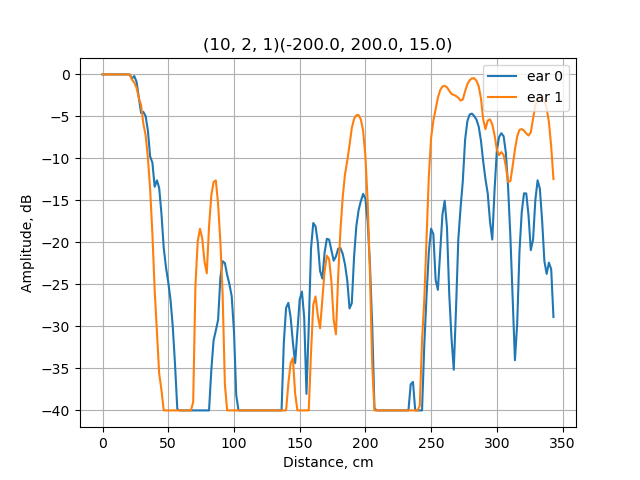 (10, 2, 1)(-200.0, 200.0, 15.0)
ear 0
ear 1
Amplitude, dB
0
−5
−10
−15
−20
−25
−30
−35
−40
0 50 100 150 200 250 300 350
Distance, cm